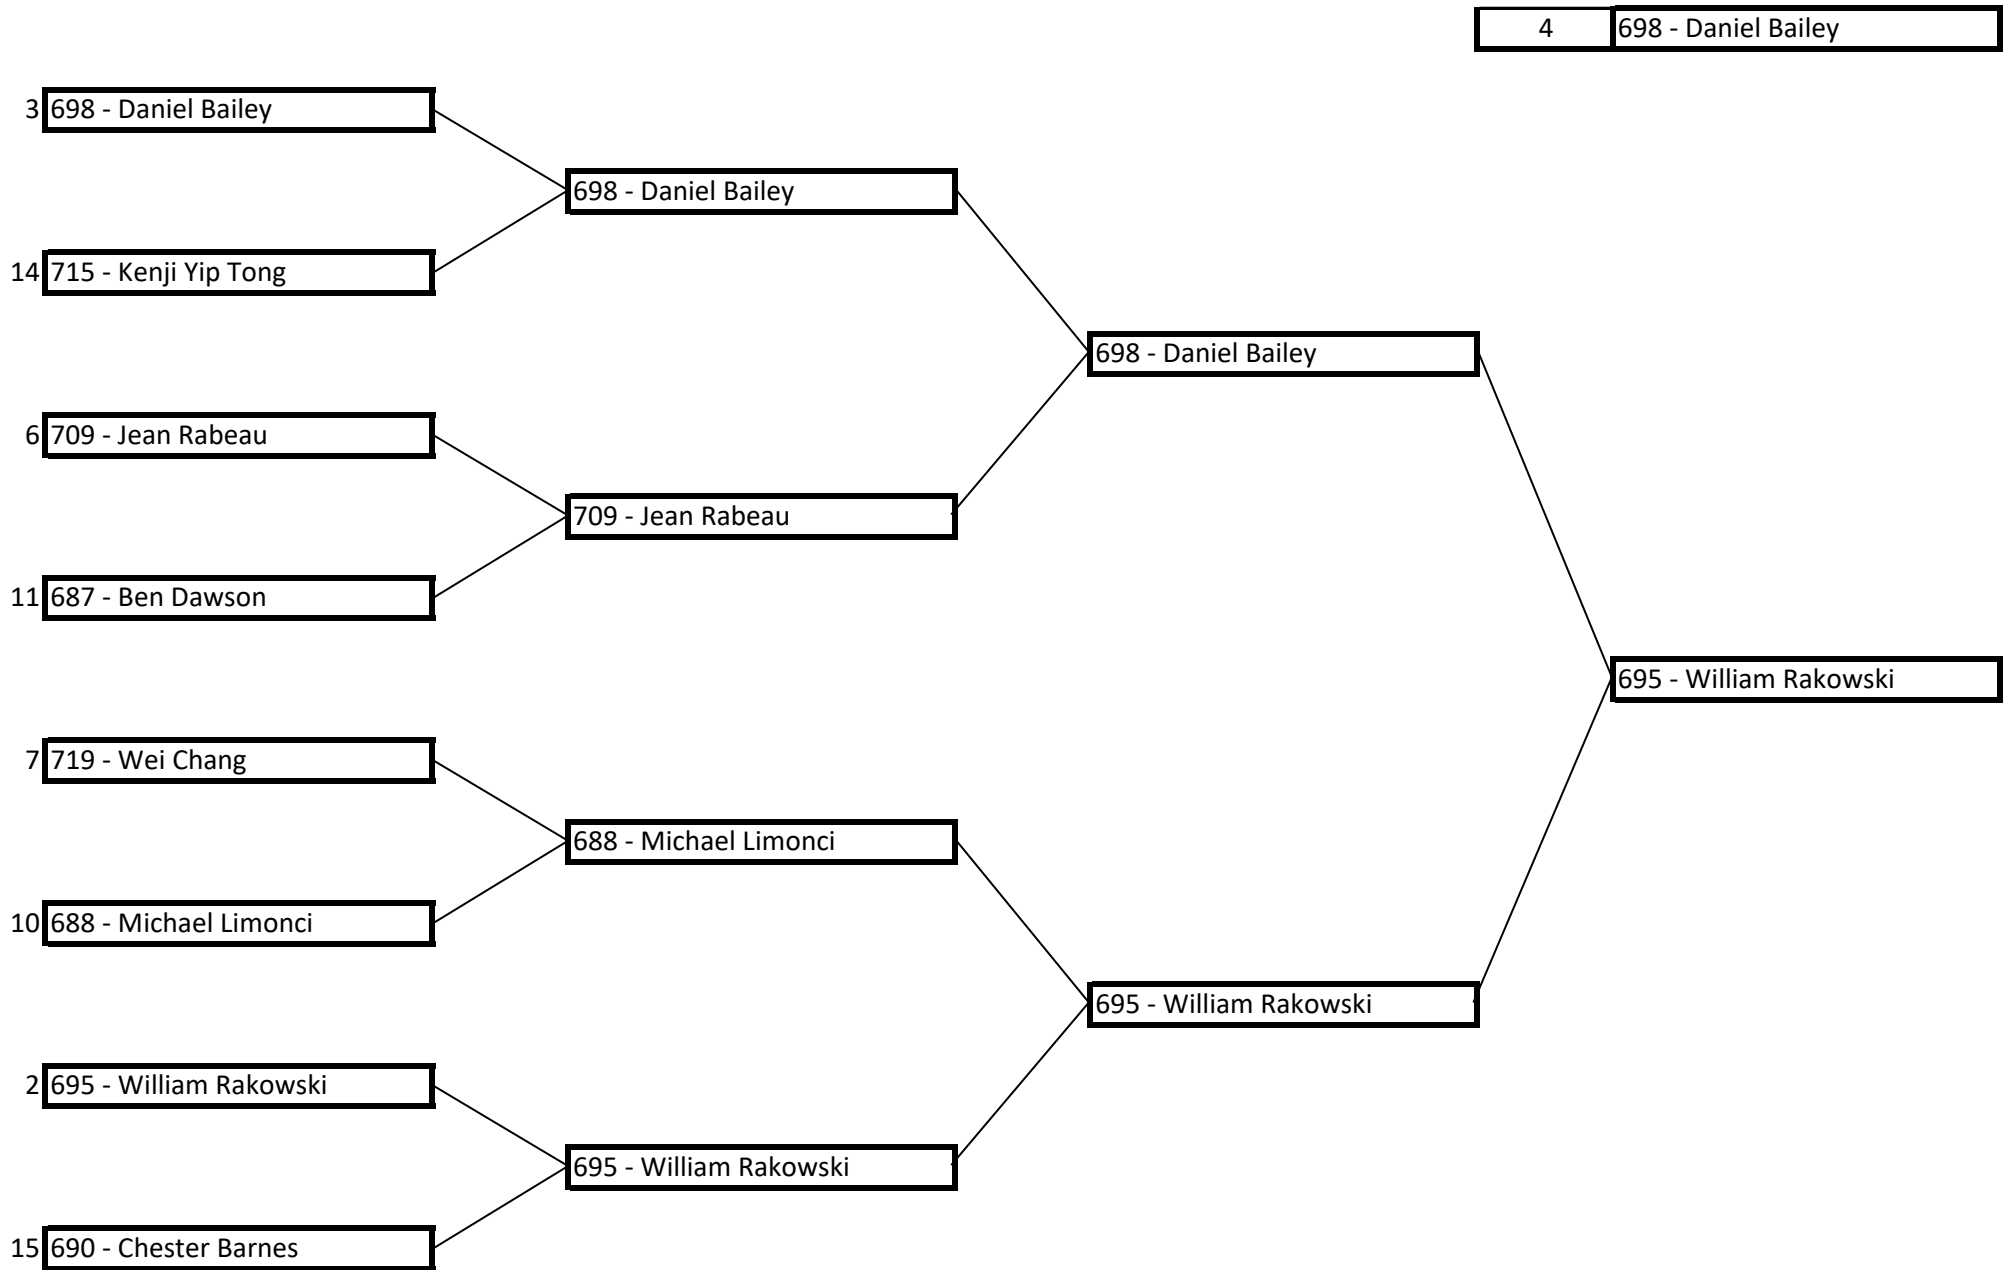 4 698 - Daniel Bailey
3 698 - Daniel Bailey
698 - Daniel Bailey
14 715 - Kenji Yip Tong
698 - Daniel Bailey
6 709 - Jean Rabeau
709 - Jean Rabeau
11 687 - Ben Dawson
695 - William Rakowski
7 719 - Wei Chang
688 - Michael Limonci
10 688 - Michael Limonci
695 - William Rakowski
2 695 - William Rakowski
695 - William Rakowski
15 690 - Chester Barnes